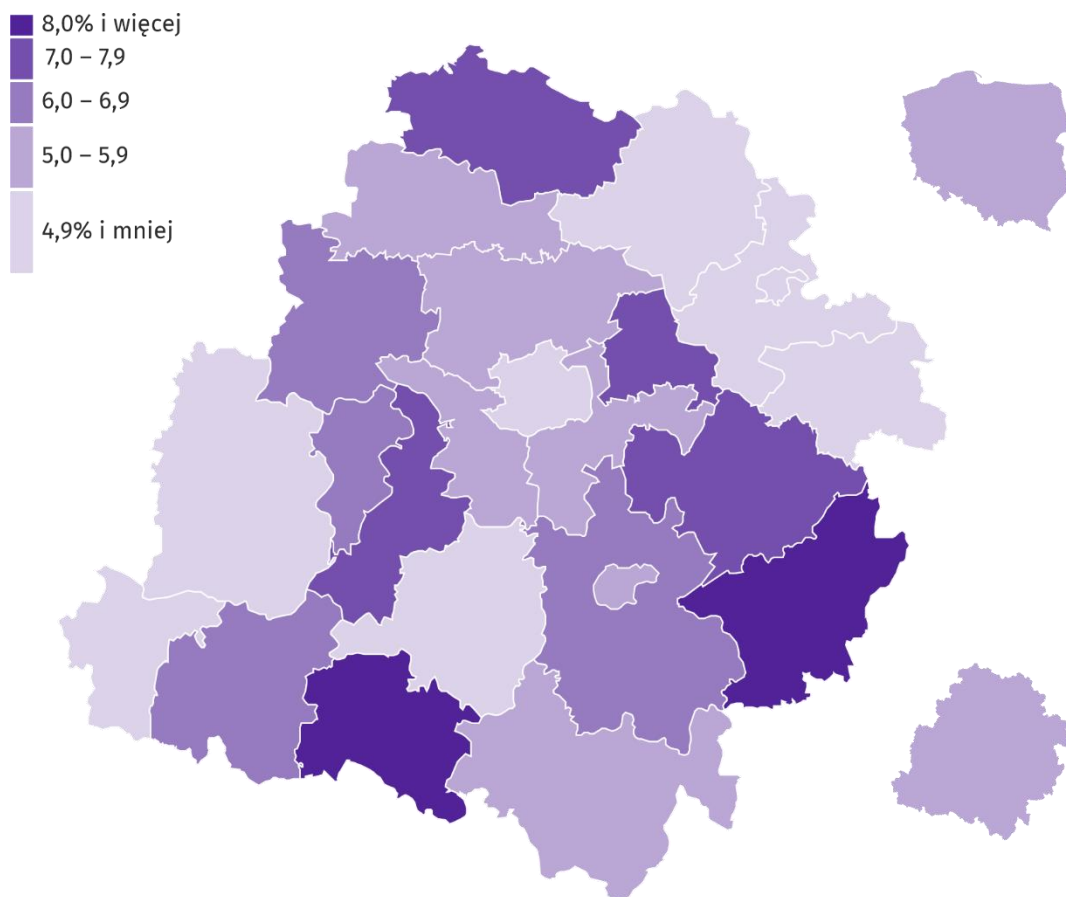 8,0% i więcej
7,0 – 7,9
6,0 – 6,9
5,0 – 5,9
4,9% i mniej